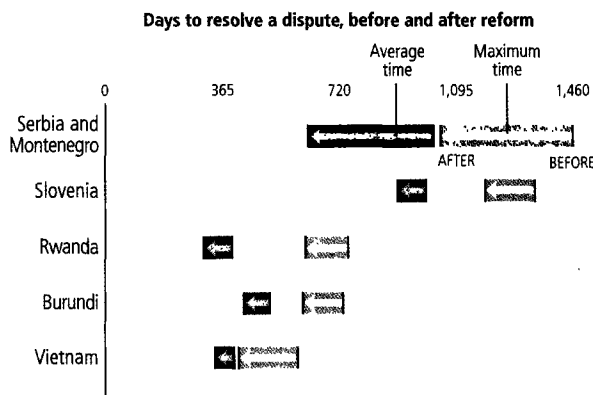 Days to resolve a dispute, before and after reform
Average time
Maximum time
0 365 720 1,095 1,460
Serbia and
Montenegro
AFTER BEFORE
Slovenia
Rwanda
Burundi
Vietnam